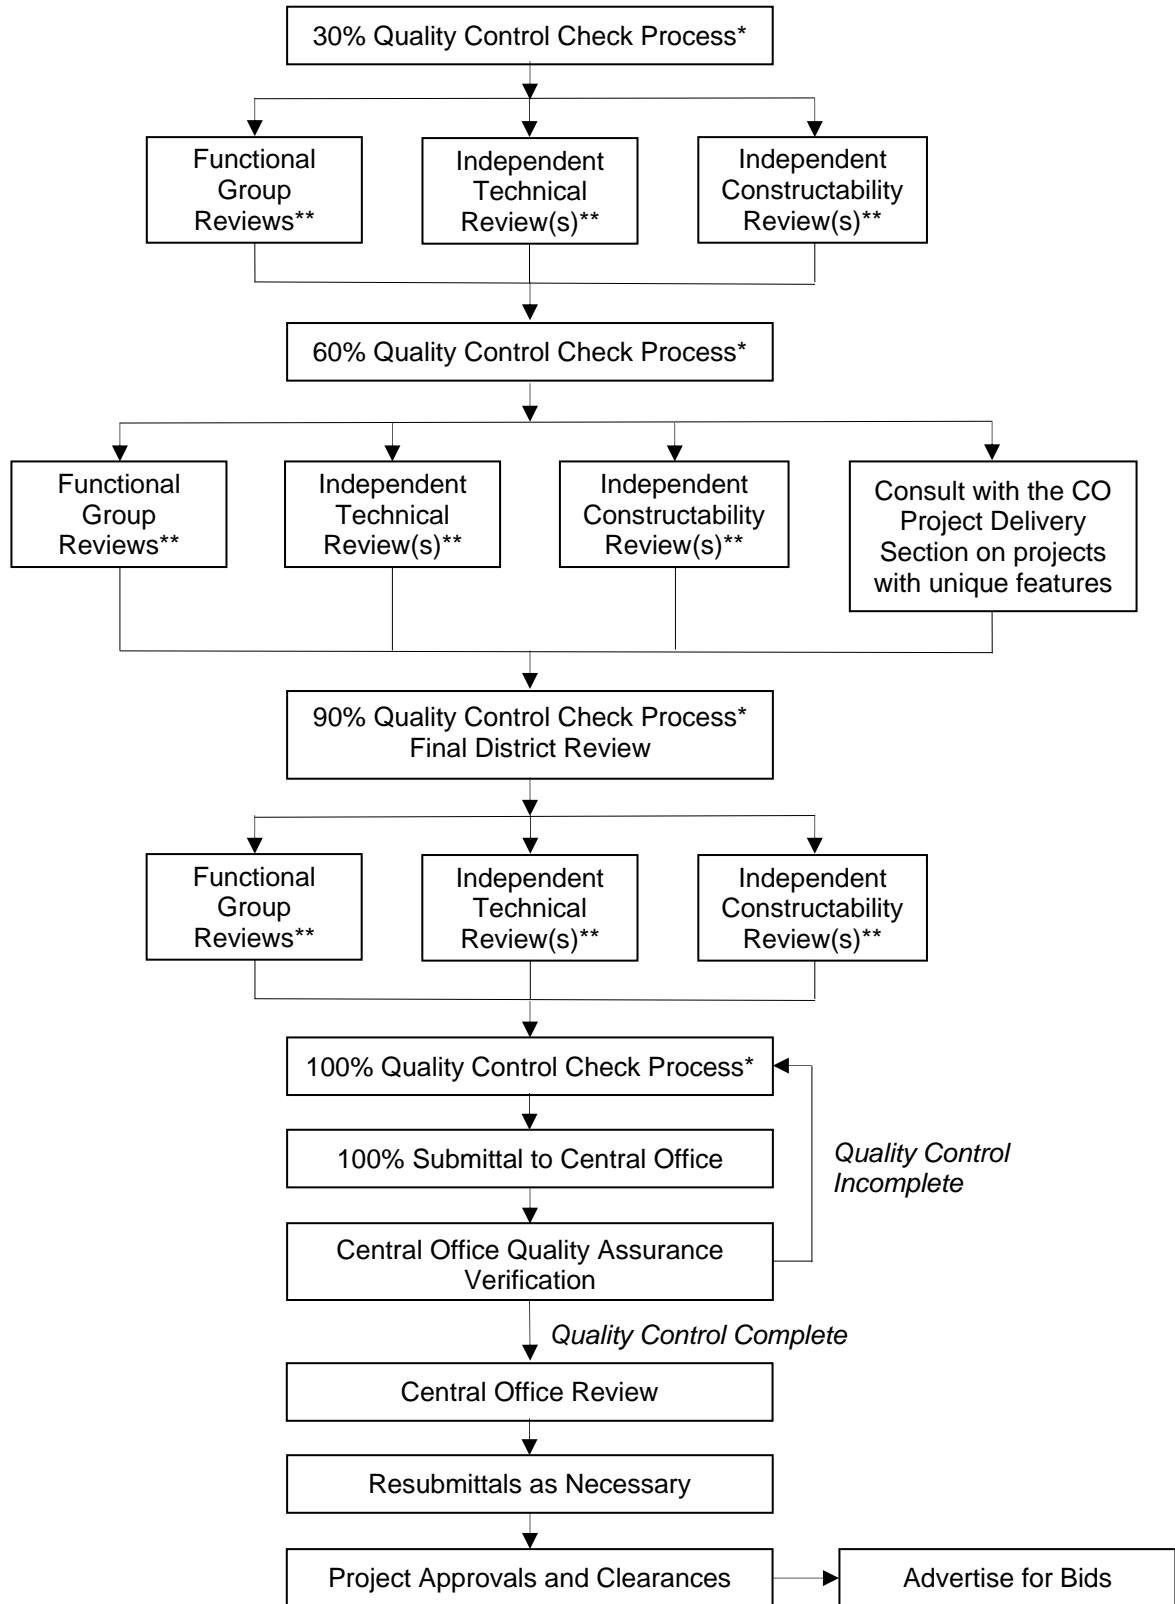 30% Quality Control Check Process*
Functional
Group
Reviews**
Independent
Technical
Review(s)**
Independent
Constructability
Review(s)**
60% Quality Control Check Process*
Functional
Group
Reviews**
Independent
Technical
Review(s)**
Independent
Constructability
Review(s)**
Consult with the CO
Project Delivery
Section on projects
with unique features
90% Quality Control Check Process*
Final District Review
Functional
Group
Reviews**
Independent
Technical
Review(s)**
Independent
Constructability
Review(s)**
100% Quality Control Check Process*
100% Submittal to Central Office
Quality Control
Incomplete
Central Office Quality Assurance
Verification
Quality Control Complete
Central Office Review
Resubmittals as Necessary
Project Approvals and Clearances
Advertise for Bids